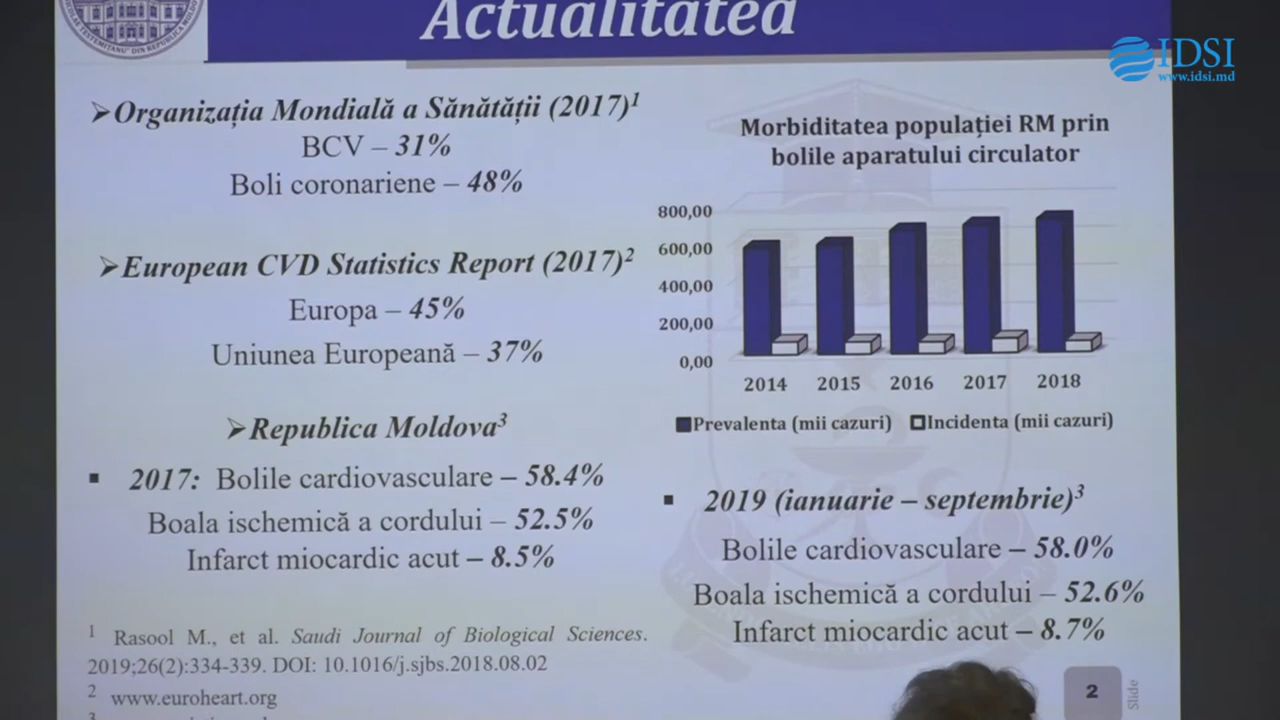 Actualitatea
TESTEMIȚANU" DIN REPUBLICA MOLDO
IDSI
www.idsi.md
➢Organizația Mondială a Sănătății (2017)1
BCV – 31%
Boli coronariene – 48%
➢European CVD Statistics Report (2017)2
Europa – 45%
Uniunea Europeană – 37%
➢Republica Moldova3
▪ 2017: Bolile cardiovasculare – 58.4%
Boala ischemică a cordului – 52.5%
Infarct miocardic acut – 8.5%
1 Rasool M., et al. Saudi Journal of Biological Sciences.
2019;26(2):334-339. DOI: 10.1016/j.sjbs.2018.08.02
2 www.euroheart.org
3
Morbiditatea populației RM prin
bolile aparatului circulator
800,00
600,00
400,00
200,00
0,00
2014 2015 2016 2017 2018
Prevalenta (mii cazuri) Incidenta (mii cazuri)
▪ 2019 (ianuarie – septembrie)3
Bolile cardiovasculare – 58.0%
Boala ischemică a cordului – 52.6%
Infarct miocardic acut – 8.7%
2
Slide